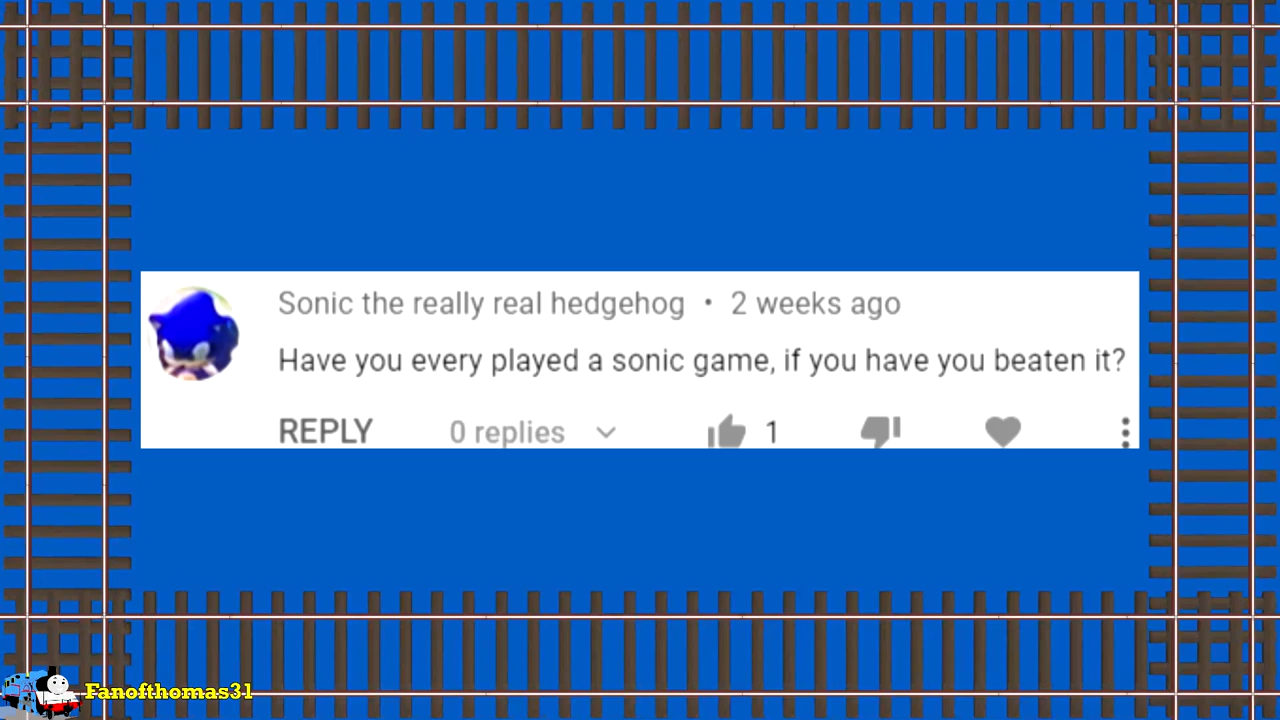 Sonic the really real hedgehog • 2 weeks ago
Have you every played a sonic game, if you have you beaten it?
REPLY 0 replies 1
Fanofthomas31